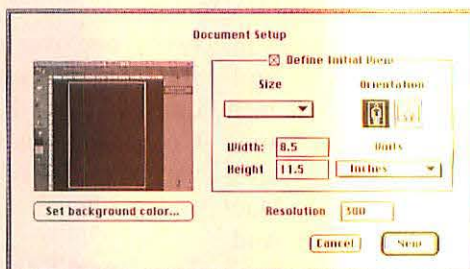 Document Setup
Define Initial View
Size
Orientation
Width: 8.5
Units
Height 11.5
Inches
Set background color...
Resolution 300
Cancel
New